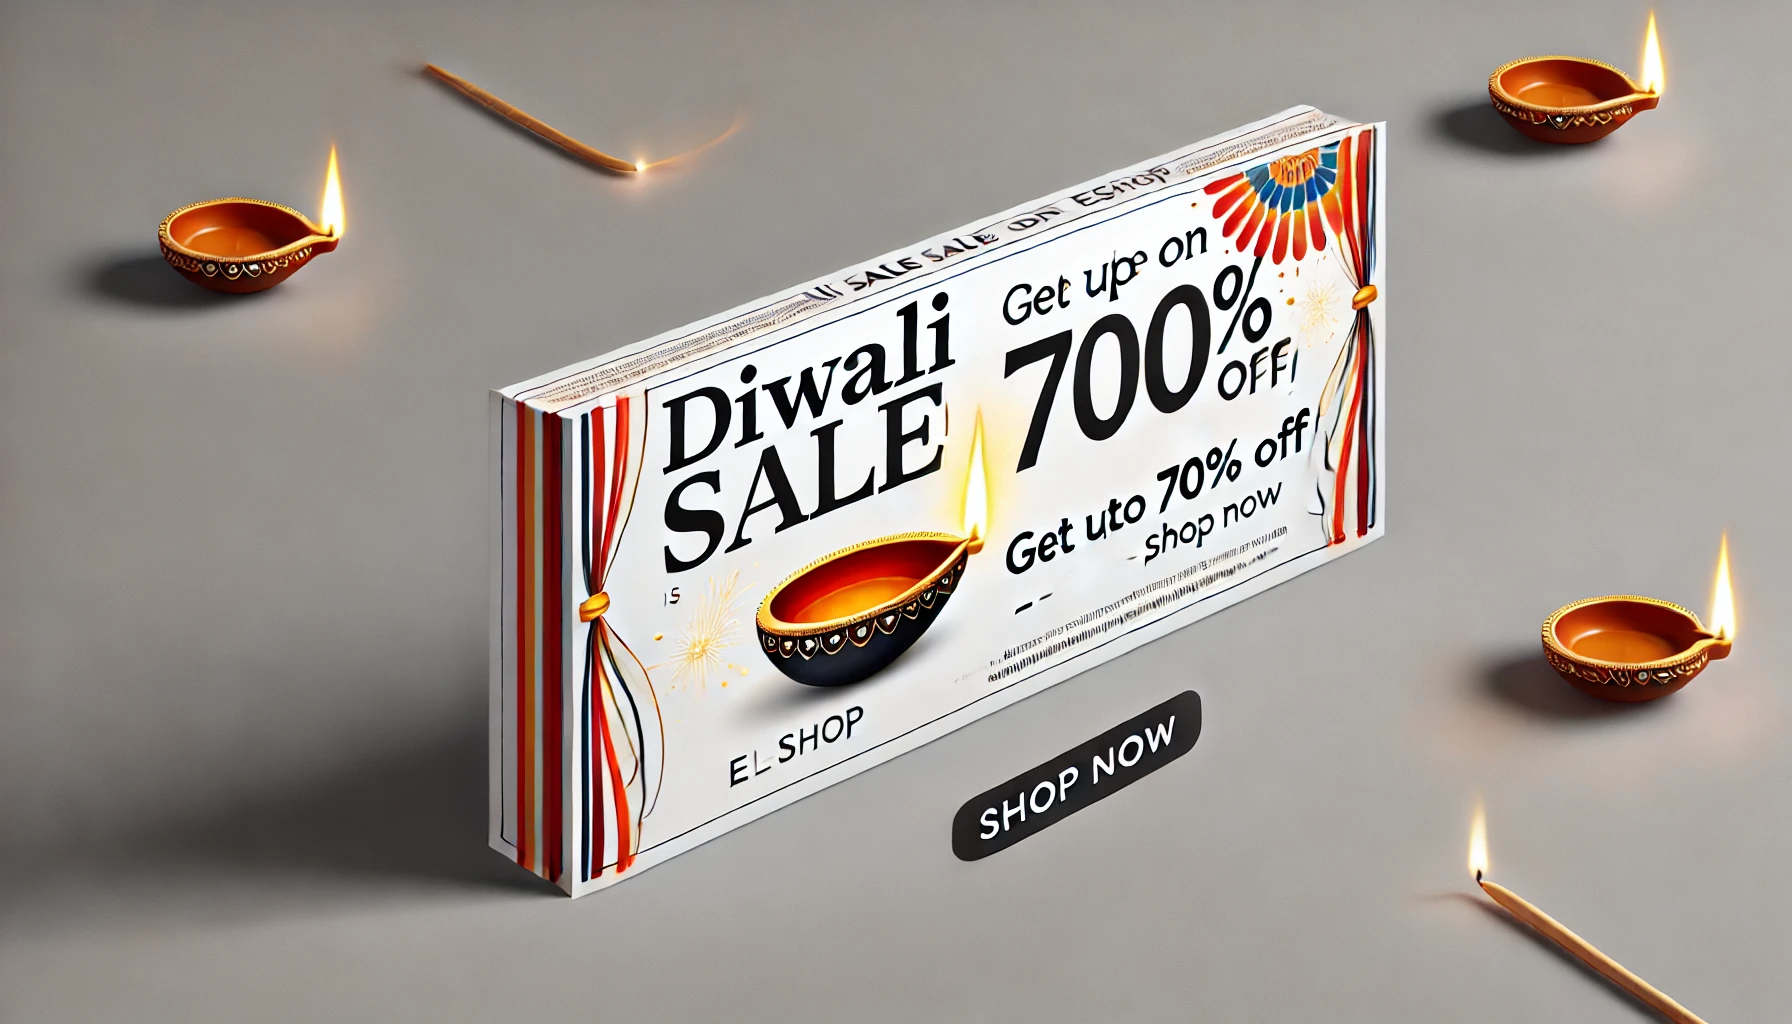 SALE SALE
Diwali
SALE
Get upe on
700%
OFF
Get uto 70% off
shop now
IS
EL SHOP
SHOP NOW